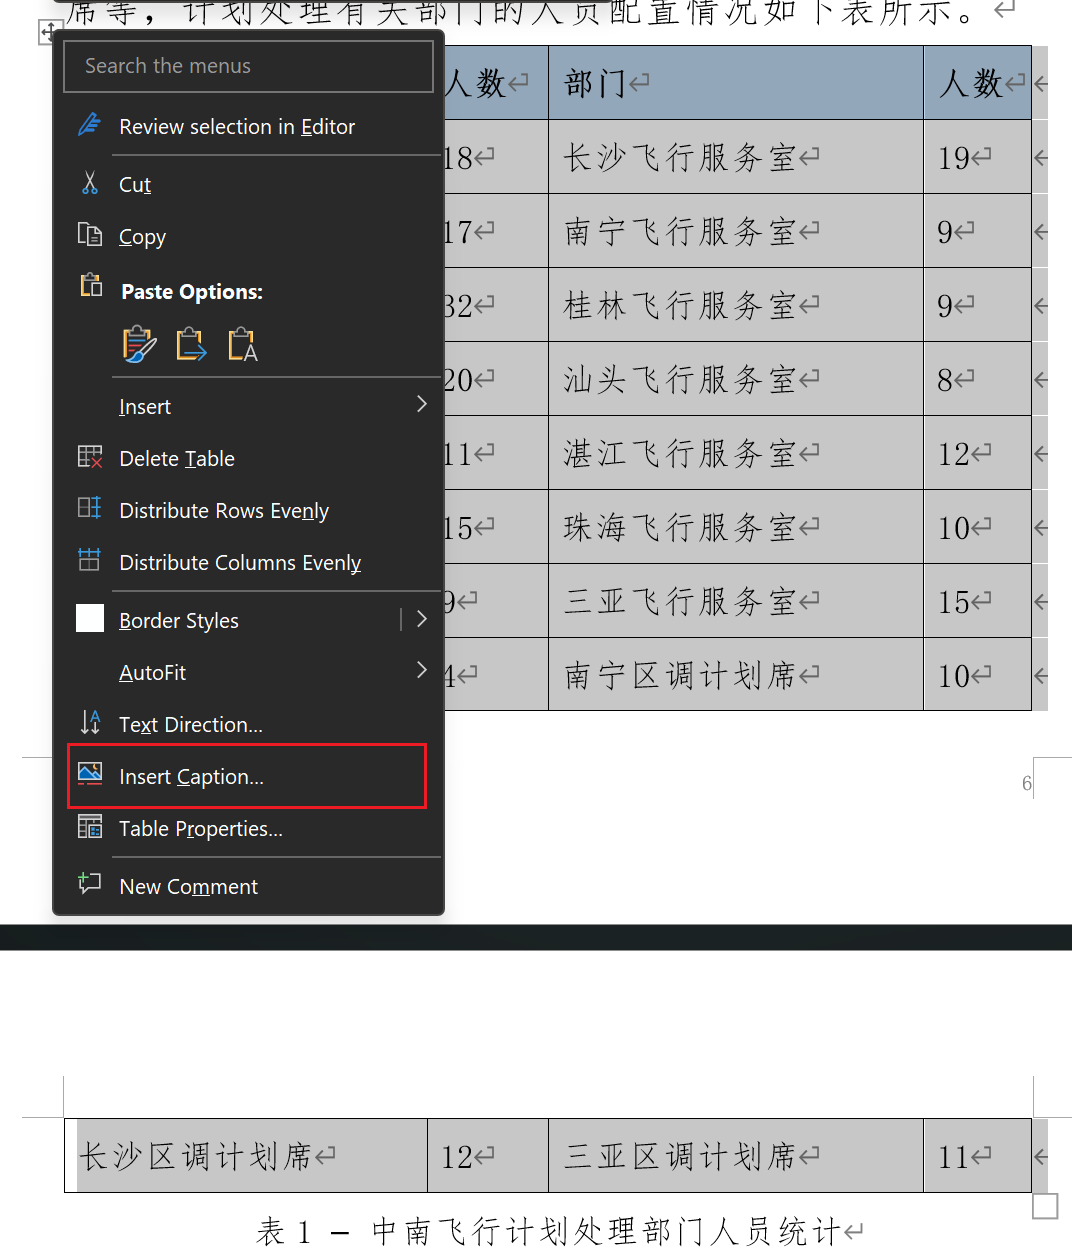 席等，计划处理有关部门的人员配置情况如下表所示。
Search the menus
Review selection in Editor
Cut
Copy
Paste Options:
Insert
Delete Table
Distribute Rows Evenly
Distribute Columns Evenly
Border Styles
AutoFit
Text Direction...
Insert Caption...
Table Properties...
New Comment
人数 部门 人数
18 长沙飞行服务室 19
17 南宁飞行服务室 9
32 桂林飞行服务室 9
20 汕头飞行服务室 8
11 湛江飞行服务室 12
15 珠海飞行服务室 10
9 三亚飞行服务室 15
4 南宁区调计划席 10
6
长沙区调计划席 12 三亚区调计划席 11
表 1 － 中南飞行计划处理部门人员统计